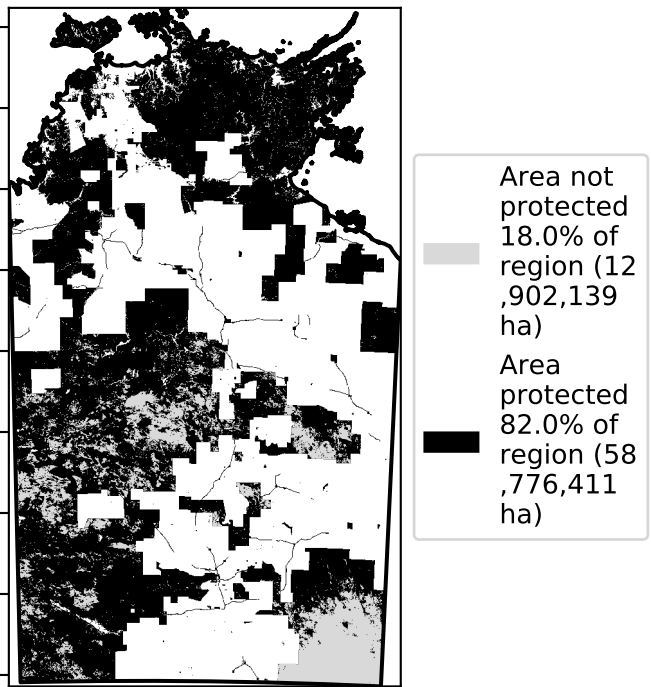 Area not
protected
18.0% of
region (12
,902,139
ha)
Area
protected
82.0% of
region (58
,776,411
ha)